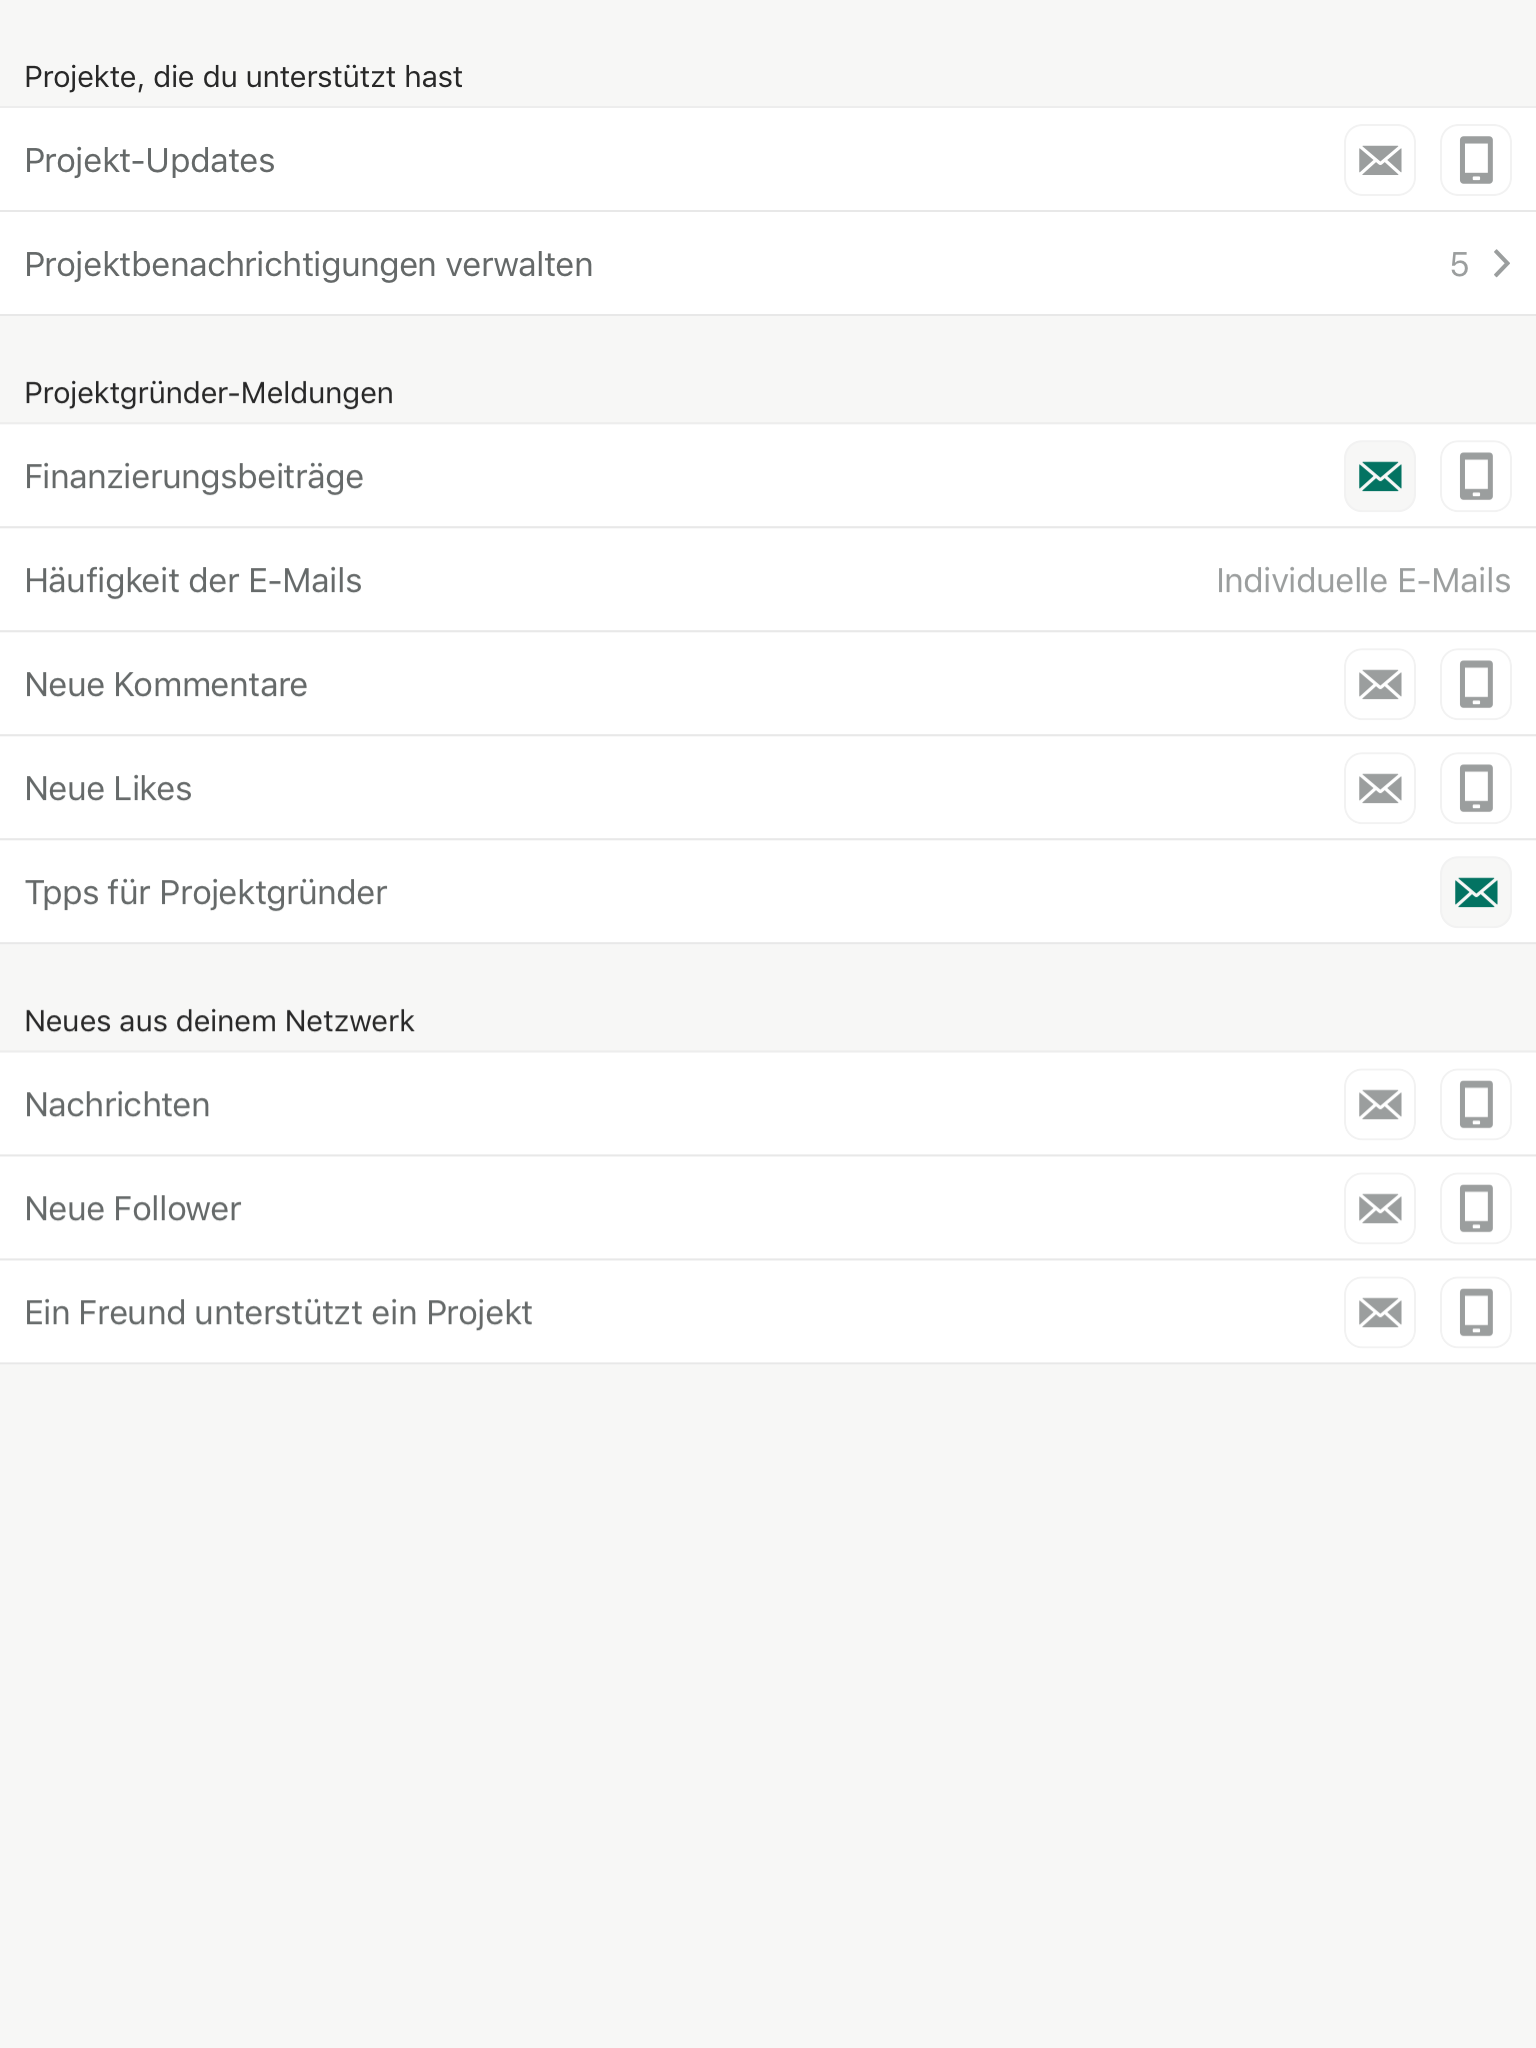 Projekte, die du unterstützt hast
Projekt-Updates
Projektbenachrichtigungen verwalten 5
Projektgründer-Meldungen
Finanzierungsbeiträge
Häufigkeit der E-Mails Individuelle E-Mails
Neue Kommentare
Neue Likes
Tpps für Projektgründer
Neues aus deinem Netzwerk
Nachrichten
Neue Follower
Ein Freund unterstützt ein Projekt